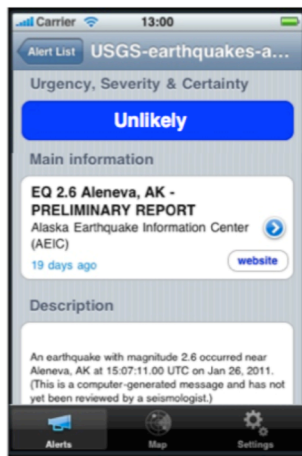 Carrier 13:00
Alert List USGS-earthquakes-a...
Urgency, Severity & Certainty
Unlikely
Main information
EQ 2.6 Aleneva, AK -
PRELIMINARY REPORT
Alaska Earthquake Information Center
(AEIC)
19 days ago website
Description
An earthquake with magnitude 2.6 occurred near
Aleneva, AK at 15:07:11.00 UTC on Jan 26, 2011.
(This is a computer-generated message and has not
yet been reviewed by a seismologist.)
Alerts Map Settings